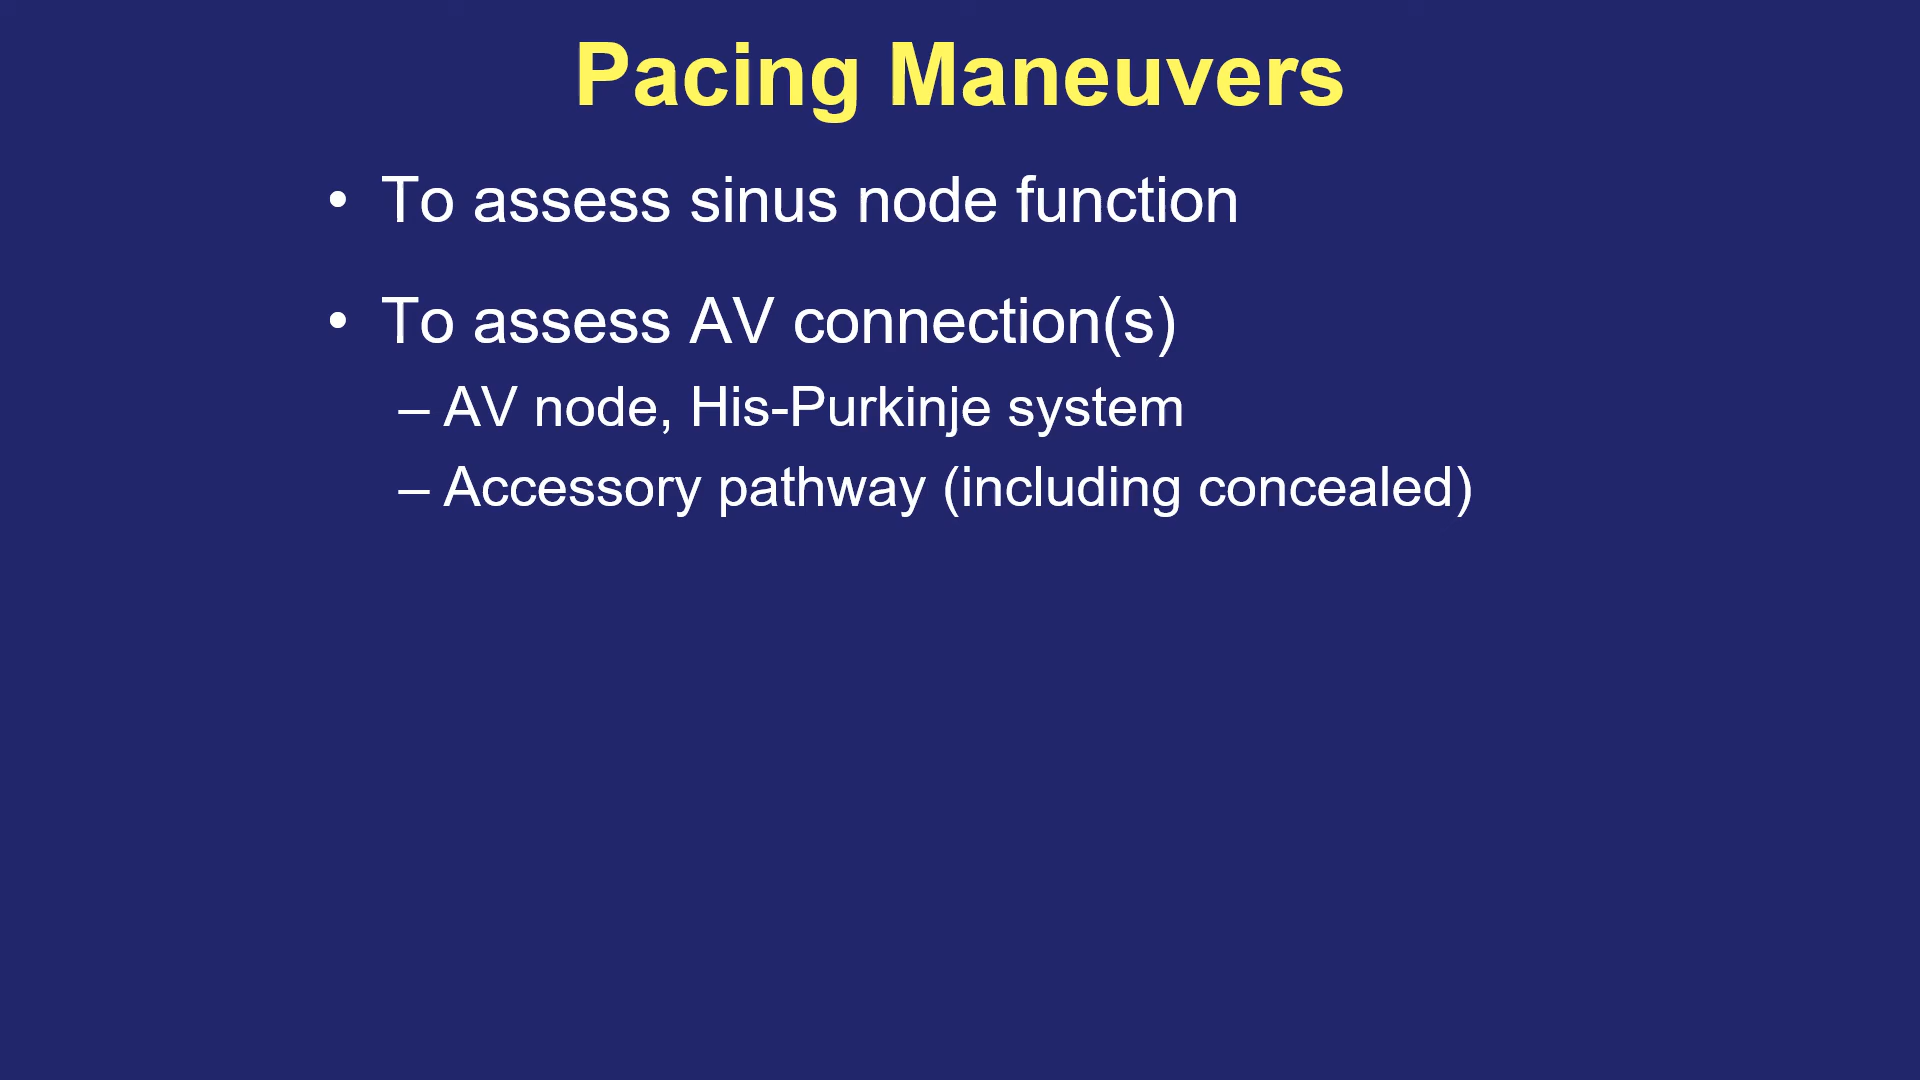 Pacing Maneuvers
• To assess sinus node function
• To assess AV connection(s)
– AV node, His-Purkinje system
– Accessory pathway (including concealed)